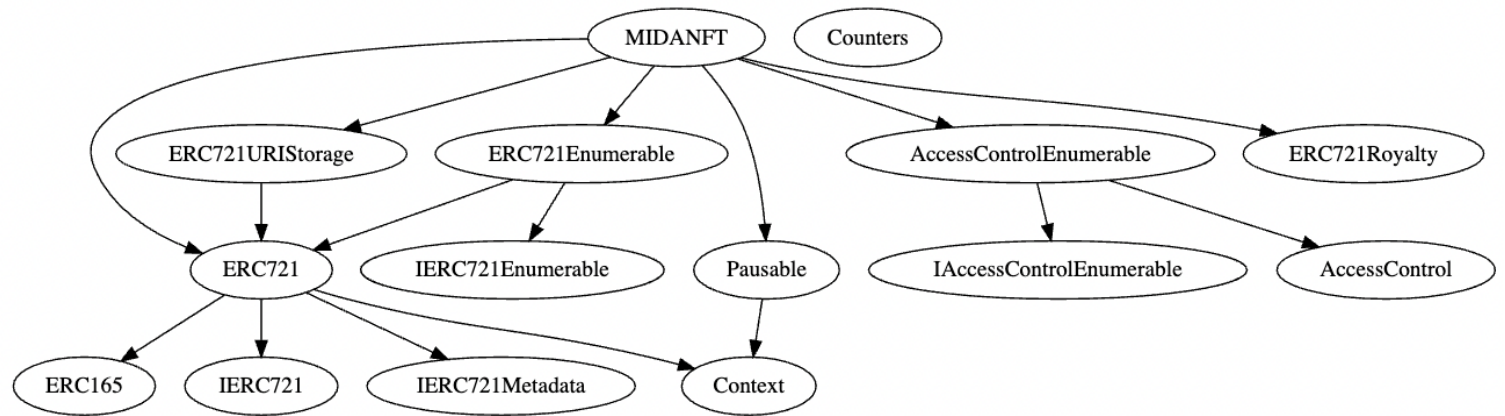 MIDANFT
Counters
ERC721URIStorage
ERC721Enumerable
AccessControlEnumerable
ERC721Royalty
ERC721
IERC721Enumerable
Pausable
IAccessControlEnumerable
AccessControl
ERC165
IERC721
IERC721Metadata
Context